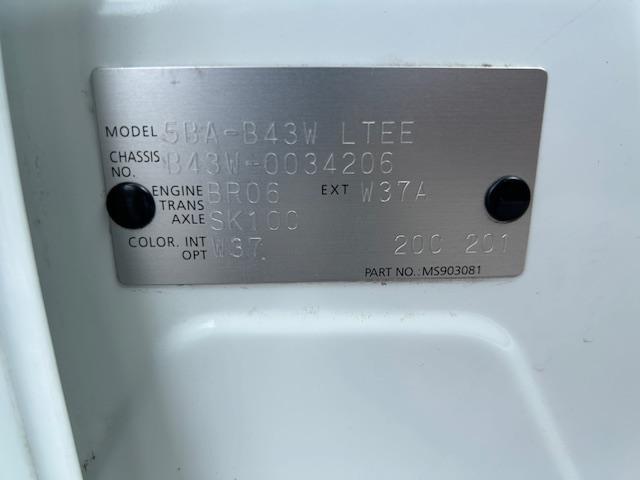 MODEL 5BA-B43W LTEE
CHASSIS NO. B43W-0034206
ENGINE BR06 EXT W37A
TRANS AXLE SK100
COLOR. INT OPT W37 200 201
PART NO.: MS903081